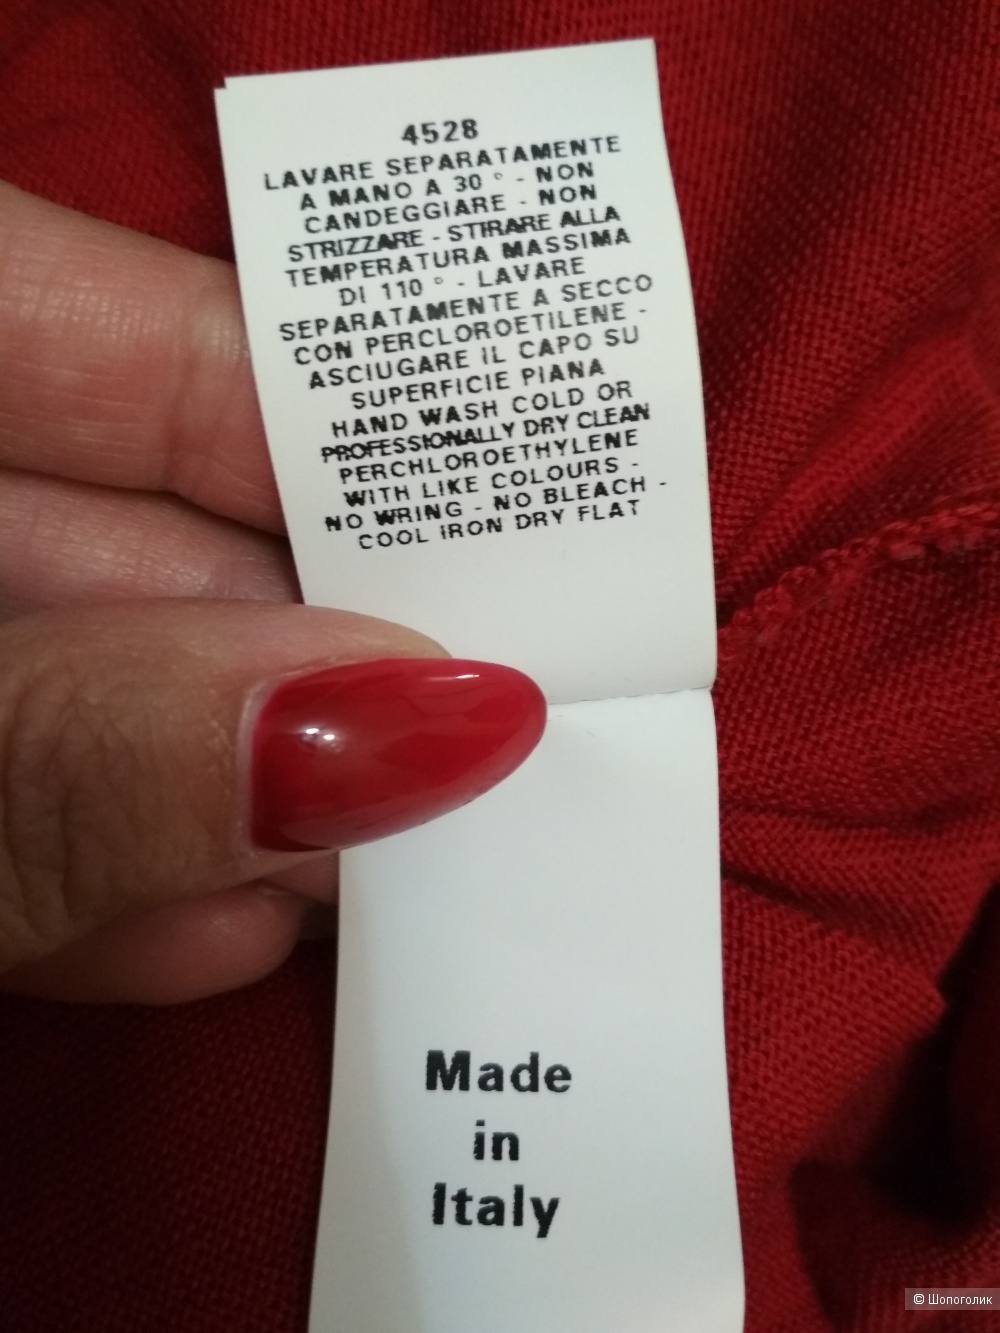 4528
LAVARE SEPARATAMENTE
A MANO A 30 ° - NON
CANDEGGIARE - NON
STRIZZARE - STIRARE ALLA
TEMPERATURA MASSIMA
DI 110 ° - LAVARE
SEPARATAMENTE A SECCO
CON PERCLOROETILENE -
ASCIUGARE IL CAPO SU
SUPERFICIE PIANA
HAND WASH COLD OR
PROFESSIONALLY DRY CLEAN
PERCHLOROETHYLENE
WITH LIKE COLOURS -
NO WRING - NO BLEACH -
COOL IRON DRY FLAT
Made
in
Italy
© Шопоголик